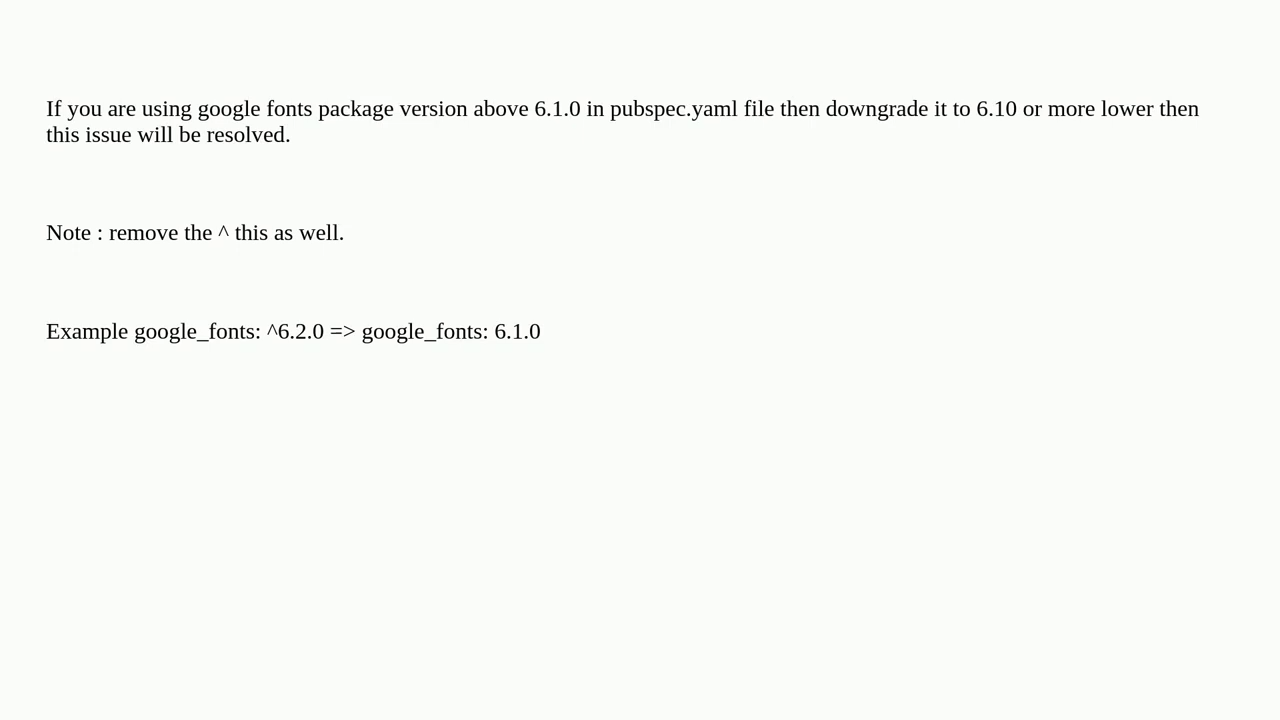 If you are using google fonts package version above 6.1.0 in pubspec.yaml file then downgrade it to 6.10 or more lower then
this issue will be resolved.
Note : remove the ^ this as well.
Example google_fonts: ^6.2.0 => google_fonts: 6.1.0